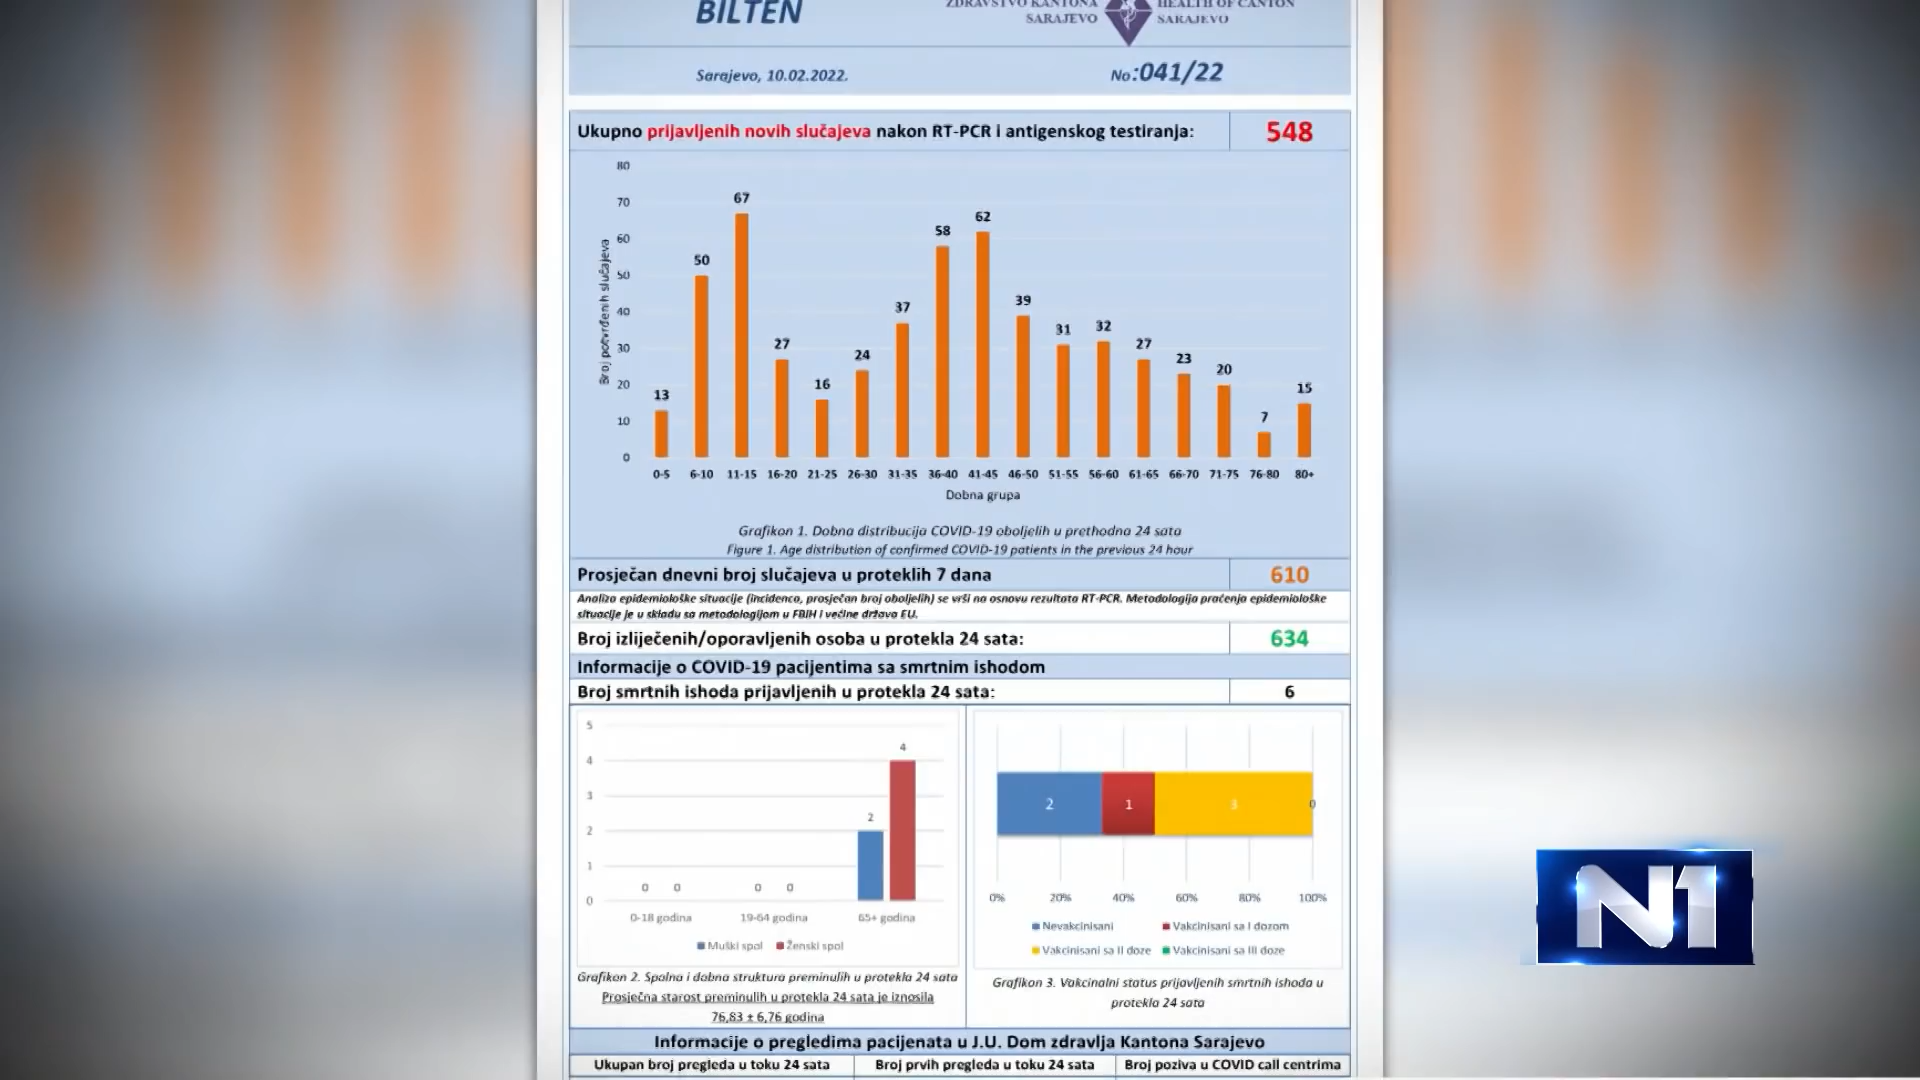 BILTEN
ZDRAVSTVO KANTONA
SARAJEVO
HEALTH OF CANTON
SARAJEVO
Sarajevo, 10.02.2022.
No:041/22
Ukupno prijavljenih novih slučajeva nakon RT-PCR i antigenskog testiranja: 548
Broj potvrđenih slučajeva
80
70
60
50
40
30
20
10
0
13 50 67 27 16 24 37 58 62 39 31 32 27 23 20 7 15
0-5 6-10 11-15 16-20 21-25 26-30 31-35 36-40 41-45 46-50 51-55 56-60 61-65 66-70 71-75 76-80 80+
Dobna grupa
Grafikon 1. Dobna distribucija COVID-19 oboljelih u prethodna 24 sata
Figure 1. Age distribution of confirmed COVID-19 patients in the previous 24 hour
Prosječan dnevni broj slučajeva u proteklih 7 dana 610
Analiza epidemiološke situacije (incidenca, prosječan broj oboljelih) se vrši na osnovu rezultata RT-PCR. Metodologija praćenja epidemiološke
situacije je u skladu sa metodologijom u FBIH i većine država EU.
Broj izliječenih/oporavljenih osoba u protekla 24 sata: 634
Informacije o COVID-19 pacijentima sa smrtnim ishodom
Broj smrtnih ishoda prijavljenih u protekla 24 sata: 6
5
4
3
2
1
0
0 0 0 0 2 4
0-18 godina 19-64 godina 65+ godina
Muški spol Ženski spol
Grafikon 2. Spolna i dobna struktura preminulih u protekla 24 sata
Prosječna starost preminulih u protekla 24 sata je iznosila
76,83 ± 6,76 godina
2 1 3 0
0% 20% 40% 60% 80% 100%
Nevakcinisani Vakcinisani sa I dozom
Vakcinisani sa II doze Vakcinisani sa III doze
Grafikon 3. Vakcinalni status prijavljenih smrtnih ishoda u
protekla 24 sata
N1
Informacije o pregledima pacijenata u J.U. Dom zdravlja Kantona Sarajevo
Ukupan broj pregleda u toku 24 sata Broj prvih pregleda u toku 24 sata Broj poziva u COVID call centrima